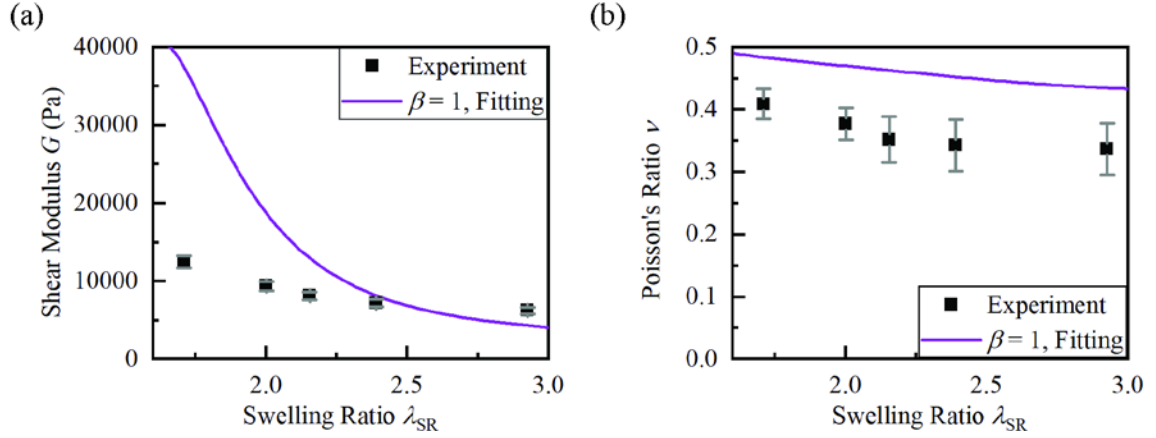 (a)
Shear Modulus G (Pa)
40000
30000
20000
10000
0
2.0
2.5
3.0
Swelling Ratio λSR
Experiment
β = 1, Fitting
(b)
Poisson's Ratio ν
0.5
0.4
0.3
0.2
0.1
0.0
2.0
2.5
3.0
Swelling Ratio λSR
Experiment
β = 1, Fitting